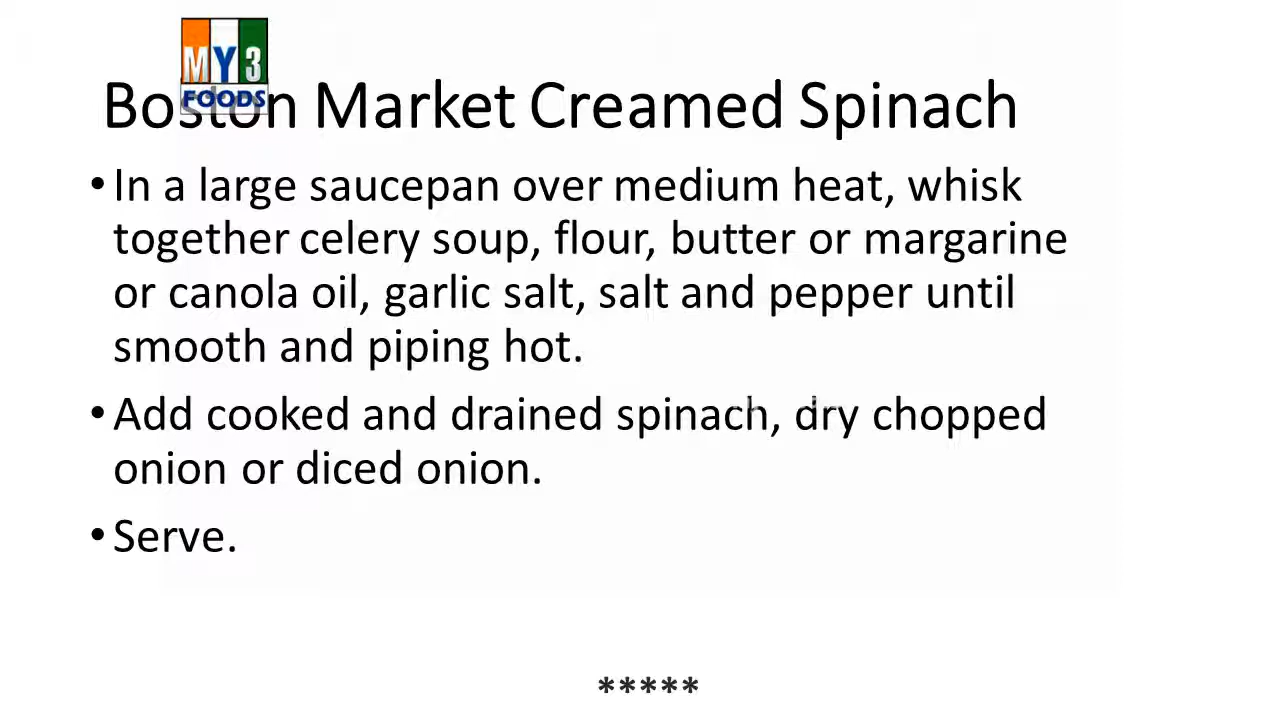 MY3
FOODS
Boston Market Creamed Spinach
• In a large saucepan over medium heat, whisk
together celery soup, flour, butter or margarine
or canola oil, garlic salt, salt and pepper until
smooth and piping hot.
• Add cooked and drained spinach, dry chopped
onion or diced onion.
• Serve.
*****